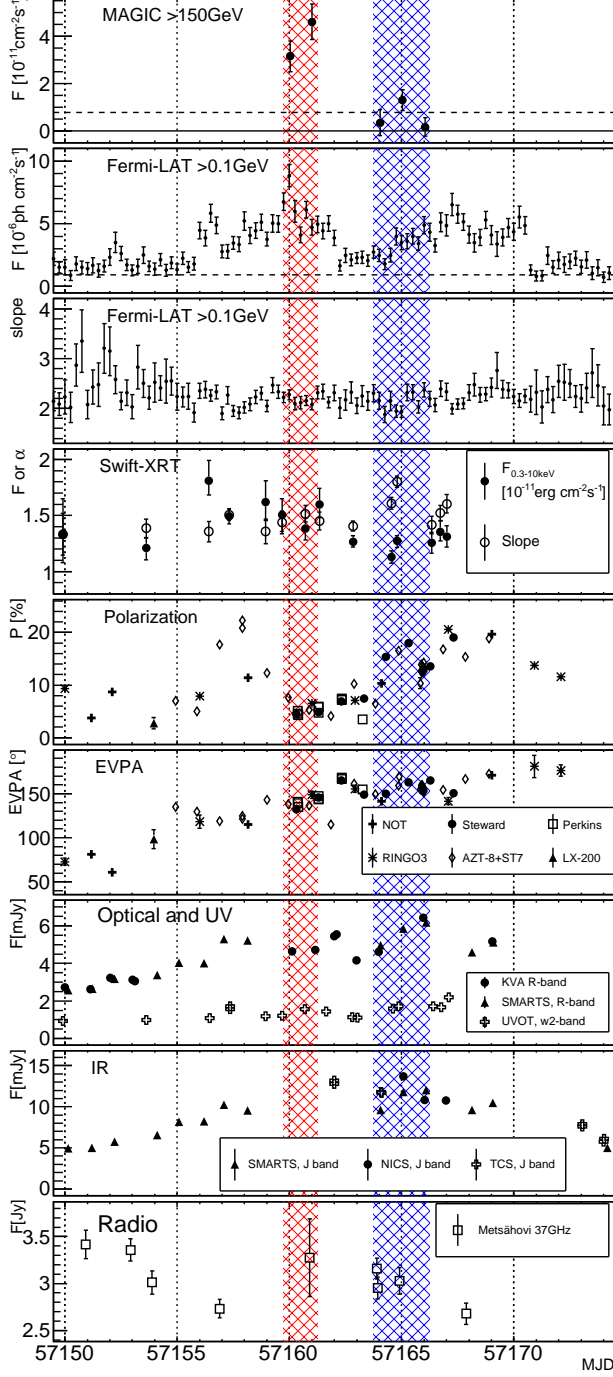 MAGIC >150GeV
F [10⁻¹¹cm⁻²s⁻¹]
4
2
0
Fermi-LAT >0.1GeV
F [10⁻⁶ph cm⁻²s⁻¹]
10
5
0
Fermi-LAT >0.1GeV
slope
4
3
2
Swift-XRT
F or α
2
1.5
1
F0.3-10keV
[10⁻¹¹erg cm⁻²s⁻¹]
Slope
Polarization
P [%]
20
10
0
EVPA
EVPA [°]
200
150
100
50
NOT
Steward
Perkins
RINGO3
AZT-8+ST7
LX-200
Optical and UV
F[mJy]
6
4
2
0
KVA R-band
SMARTS, R-band
UVOT, w2-band
IR
F[mJy]
15
10
5
0
SMARTS, J band
NICS, J band
TCS, J band
Radio
F[Jy]
3.5
3
2.5
Metsähovi 37GHz
57150
57155
57160
57165
57170
MJD